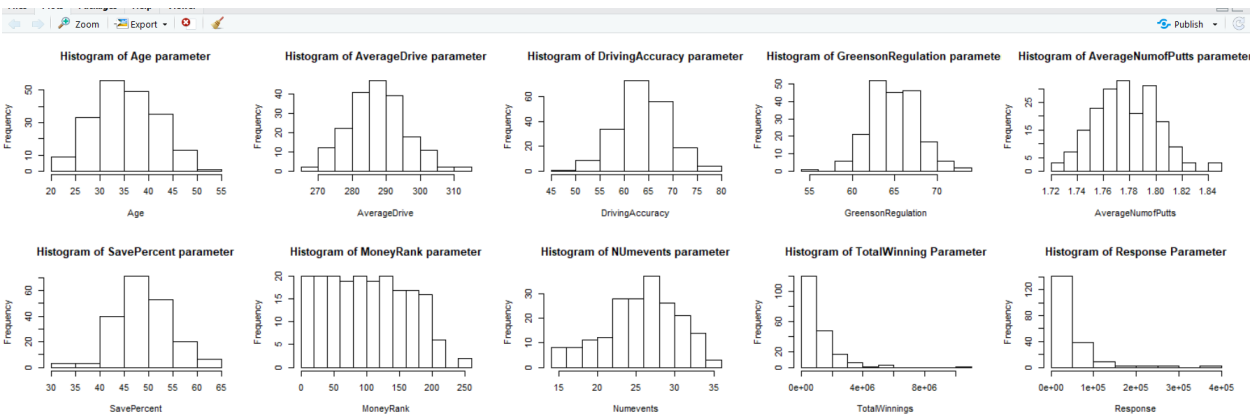 Files Plots Packages Help Viewer
Zoom Export Publish
Histogram of Age parameter
Frequency
10 30 50
20 25 30 35 40 45 50 55
Age
Histogram of AverageDrive parameter
Frequency
0 10 20 30 40
270 280 290 300 310
AverageDrive
Histogram of DrivingAccuracy parameter
Frequency
0 20 40 60
45 50 55 60 65 70 75 80
DrivingAccuracy
Histogram of GreensonRegulation paramete
Frequency
0 10 20 30 40 50
55 60 70
GreensonRegulation
Histogram of AverageNumofPutts parameter
Frequency
0 5 15 25
1.72 1.74 1.76 1.78 1.80 1.82 1.84
AverageNumofPutts
Histogram of SavePercent parameter
Frequency
0 20 40 60
30 35 40 45 50 55 60 65
SavePercent
Histogram of MoneyRank parameter
Frequency
0 5 10 15 20
0 50 100 150 200 250
MoneyRank
Histogram of NUmevents parameter
Frequency
0 10 20 30
15 20 25 30 35
Numevents
Histogram of TotalWinning Parameter
Frequency
0 20 60 100
0e+00 4e+06 8e+06
TotalWinnings
Histogram of Response Parameter
Frequency
0 40 80 120
0e+00 1e+05 2e+05 3e+05 4e+05
Response